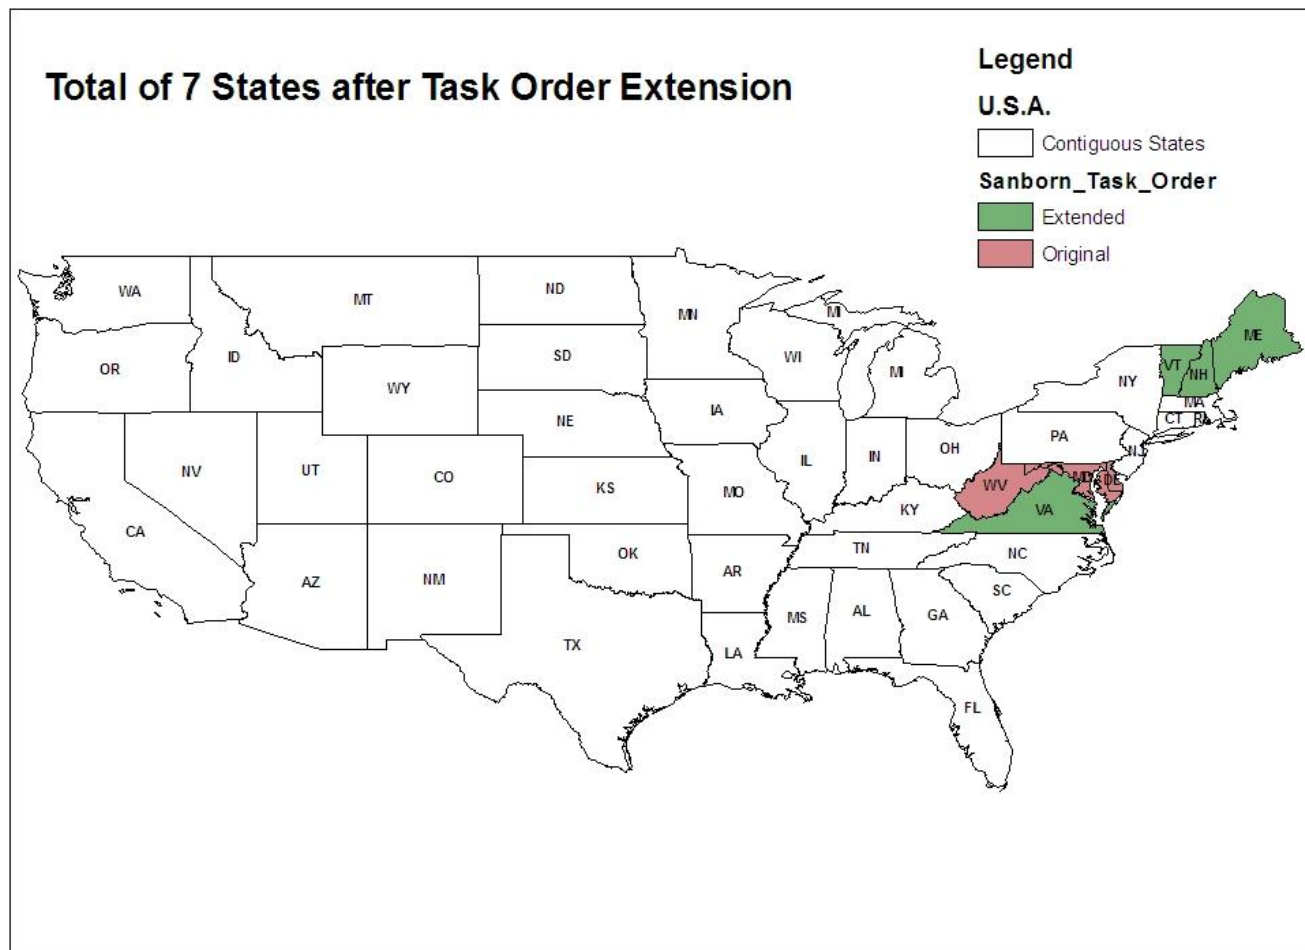 Total of 7 States after Task Order Extension
Legend
U.S.A.
Contiguous States
Sanborn_Task_Order
Extended
Original
WA
MT
ND
MN
MI
ME
OR
ID
SD
WI
MI
VT
NH
NY
WY
MA
IA
CT
RI
NE
PA
NJ
OH
NV
UT
CO
IL
IN
WV
MD
DE
KS
MO
KY
VA
CA
OK
TN
NC
AZ
NM
AR
SC
MS
AL
GA
TX
LA
FL